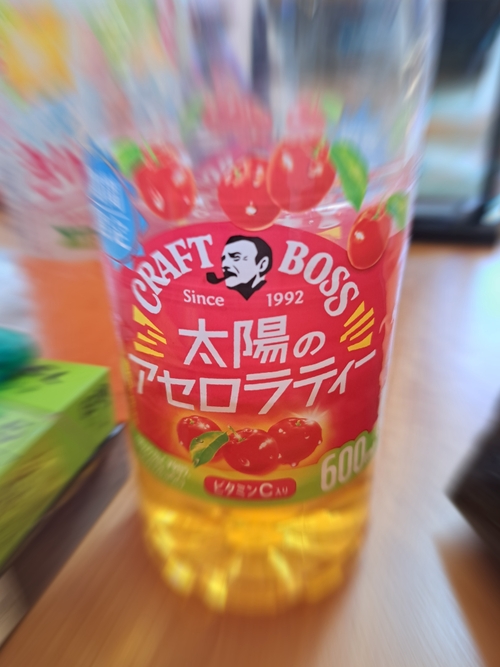 CRAFT BOSS
Since 1992
太陽の
アセロラティー
ビタミンC入り
600